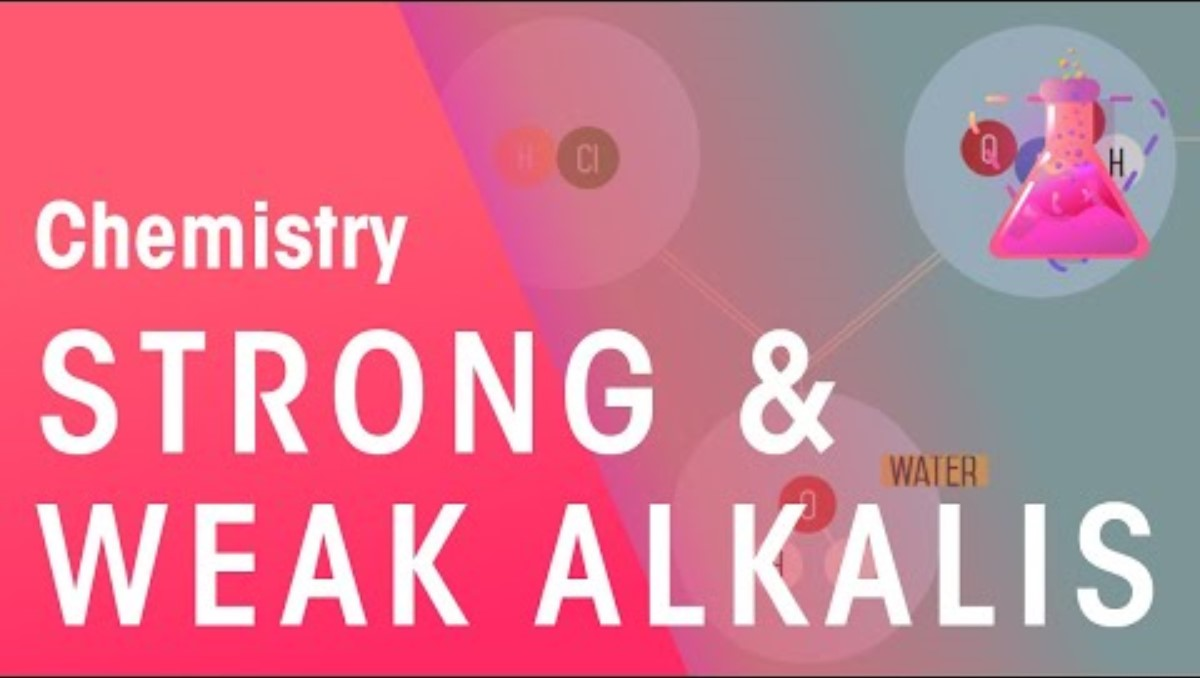 Chemistry
STRONG &
WEAK ALKALIS
H Cl
O H
WATER
O